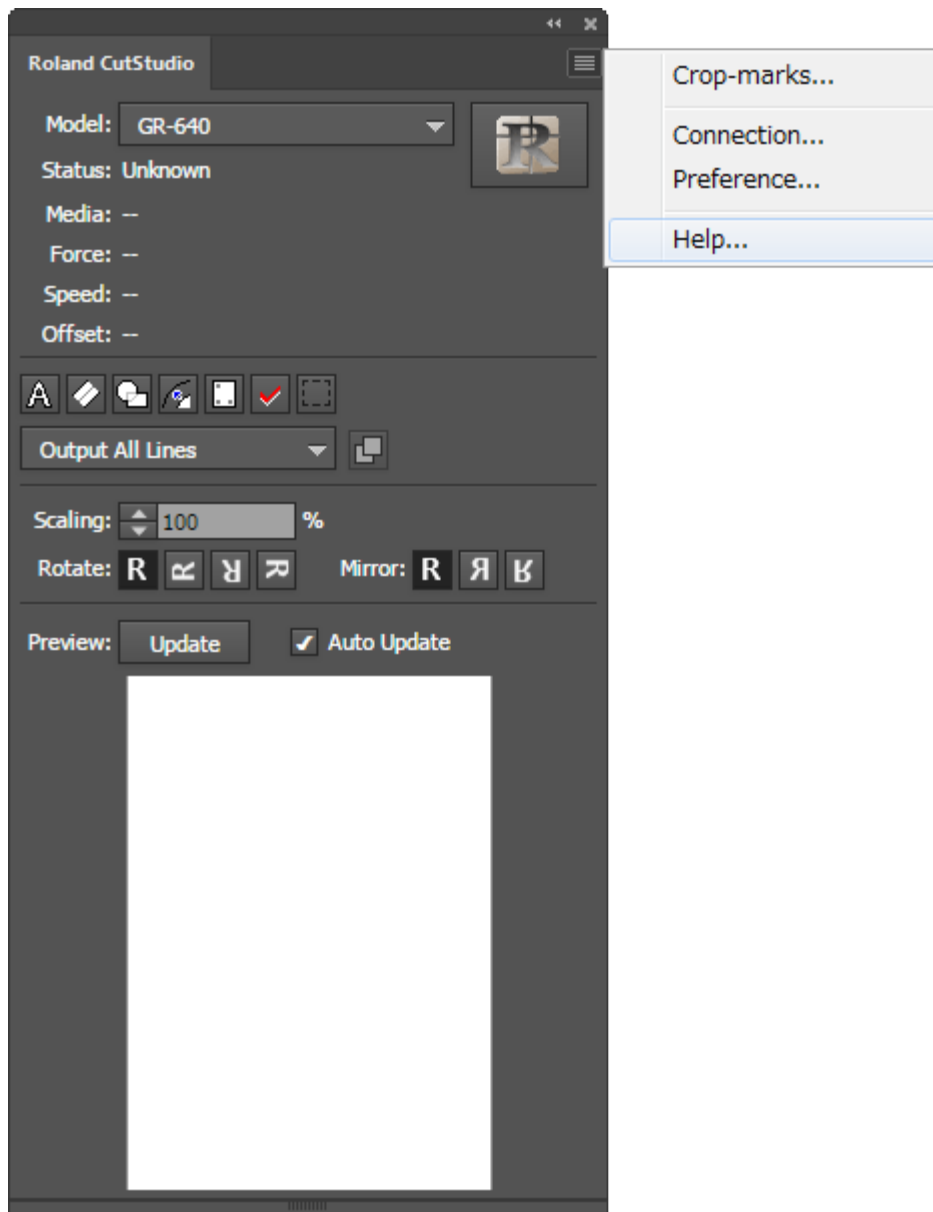 Roland CutStudio
Crop-marks...
Connection...
Preference...
Help...
Model: GR-640
R
Status: Unknown
Media: --
Force: --
Speed: --
Offset: --
A
Output All Lines
Scaling: 100 %
Rotate: R R R R Mirror: R R R
Preview: Update Auto Update